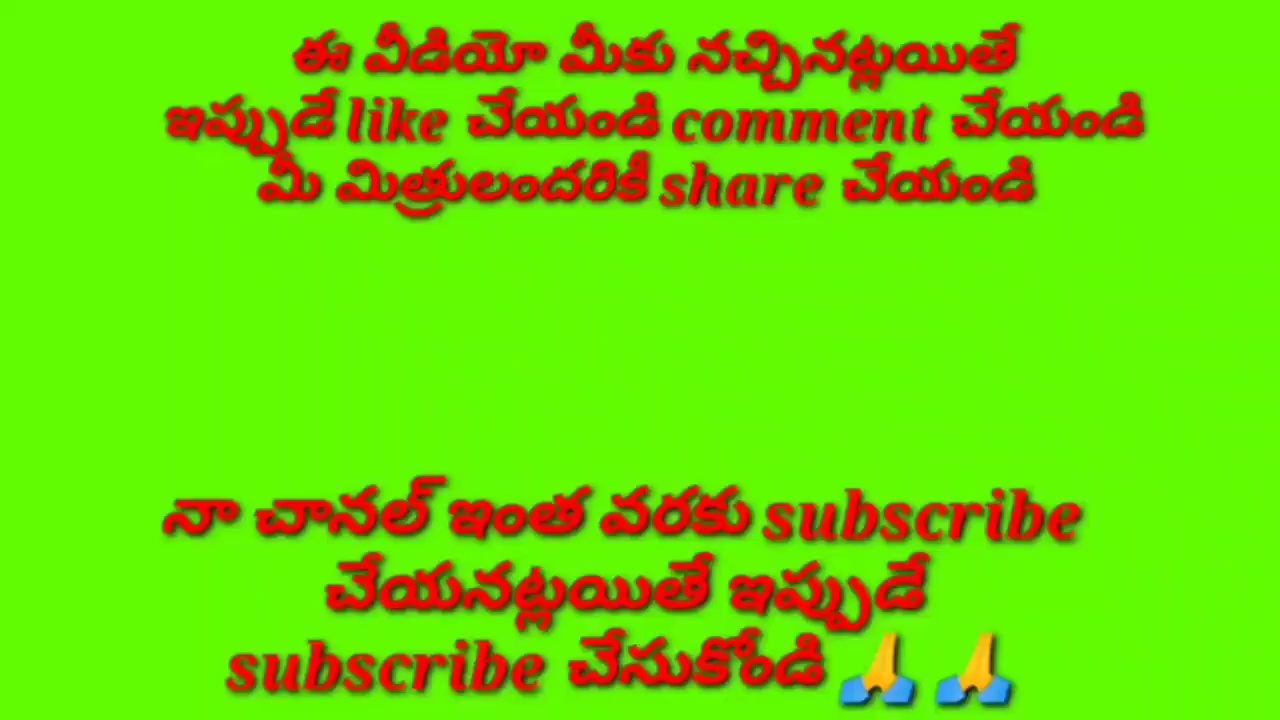 ఈ వీడియో మీకు నచ్చినట్లయితే
ఇప్పుడే like చేయండి comment చేయండి
మీ మిత్రులందరికీ share చేయండి
నా చానల్ ఇంత వరకు subscribe
చేయనట్లయితే ఇప్పుడే
subscribe చేసుకోండి 🙏 🙏